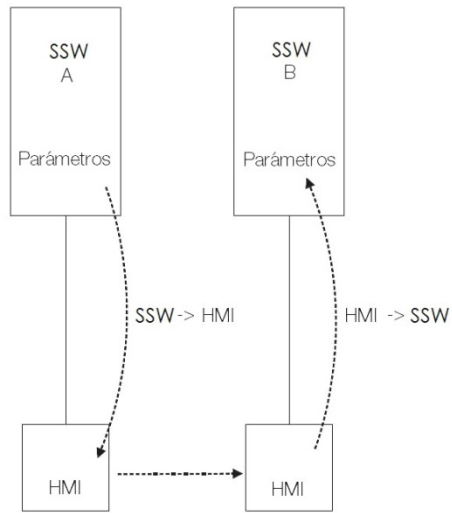 SSW
A
Parámetros
SSW
B
Parámetros
SSW -> HMI
HMI -> SSW
HMI
HMI